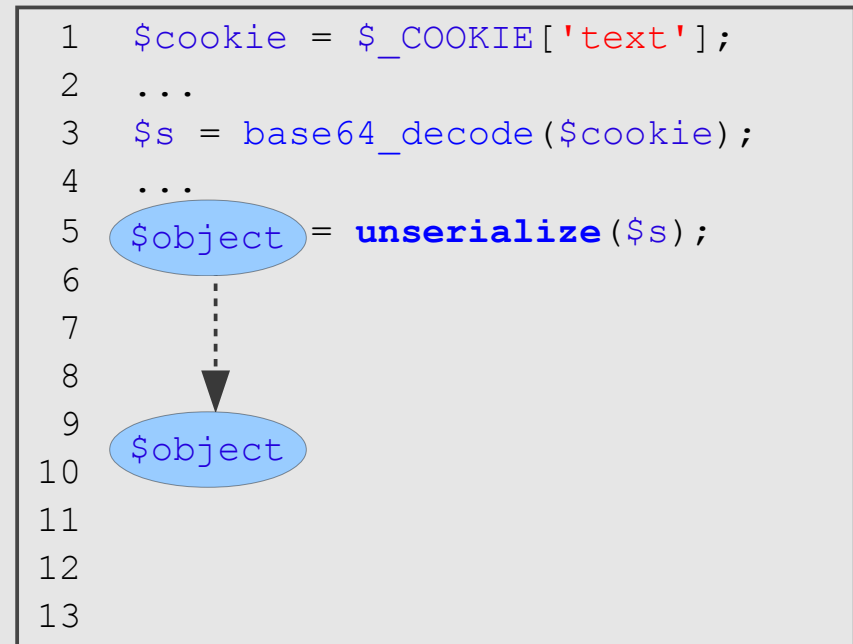 1 $cookie = $_COOKIE['text'];
2 ...
3 $s = base64_decode($cookie);
4 ...
5 $object = unserialize($s);
6
7
8
9
$object
10
11
12
13